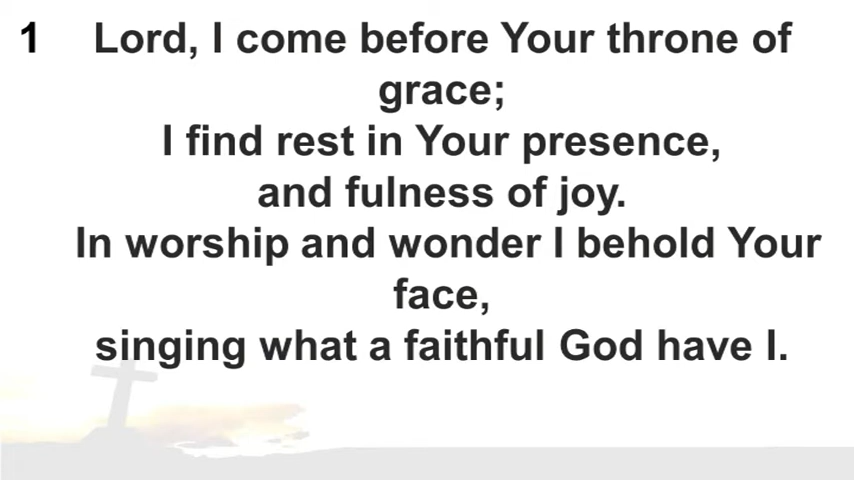 1 Lord, I come before Your throne of
grace;
I find rest in Your presence,
and fulness of joy.
In worship and wonder I behold Your
face,
singing what a faithful God have I.